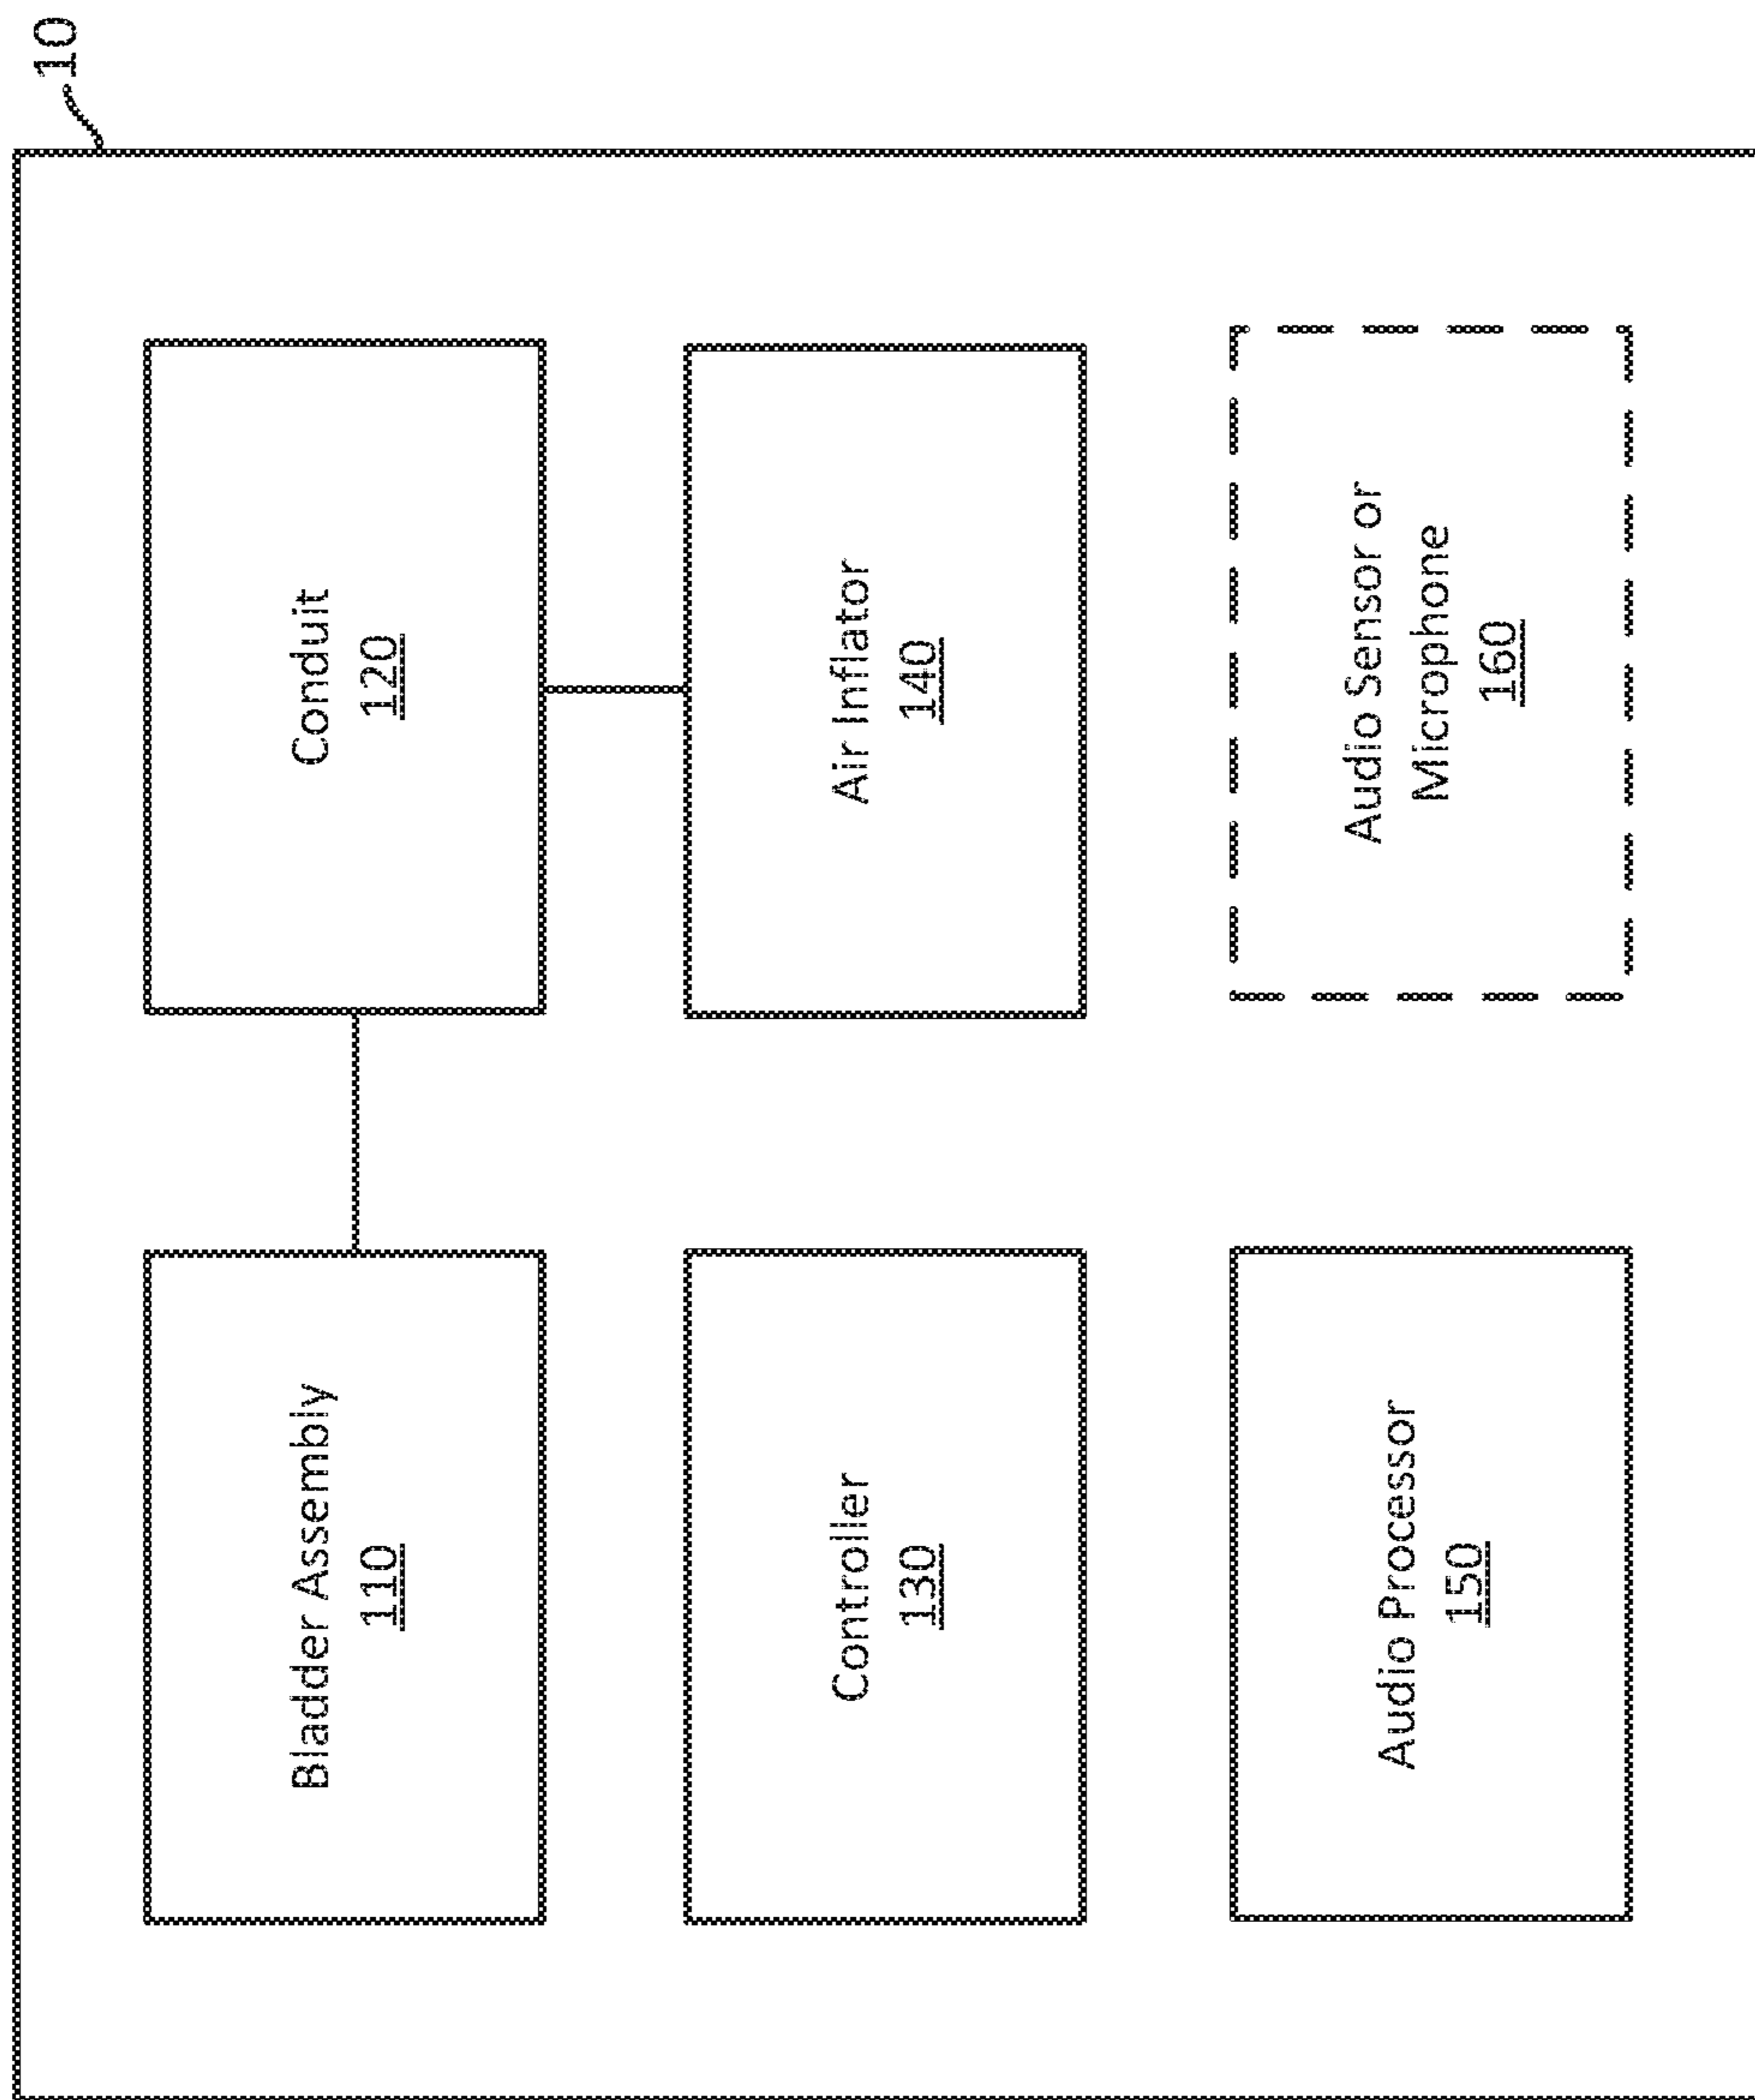 10
Bladder Assembly
110
Conduit
120
Controller
130
Air Inflator
140
Audio Processor
150
Audio Sensor or
Microphone
160